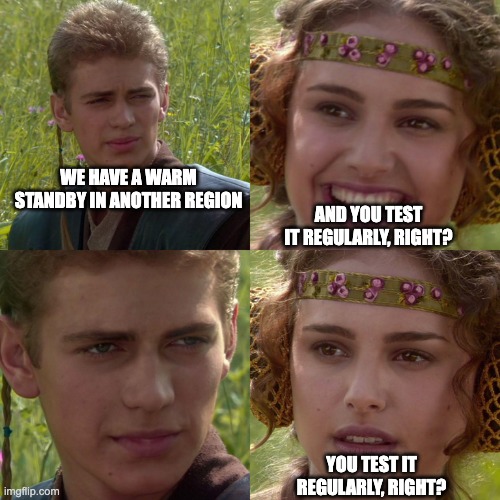 WE HAVE A WARM
STANDBY IN ANOTHER REGION
AND YOU TEST
IT REGULARLY, RIGHT?
YOU TEST IT
REGULARLY, RIGHT?
imgflip.com